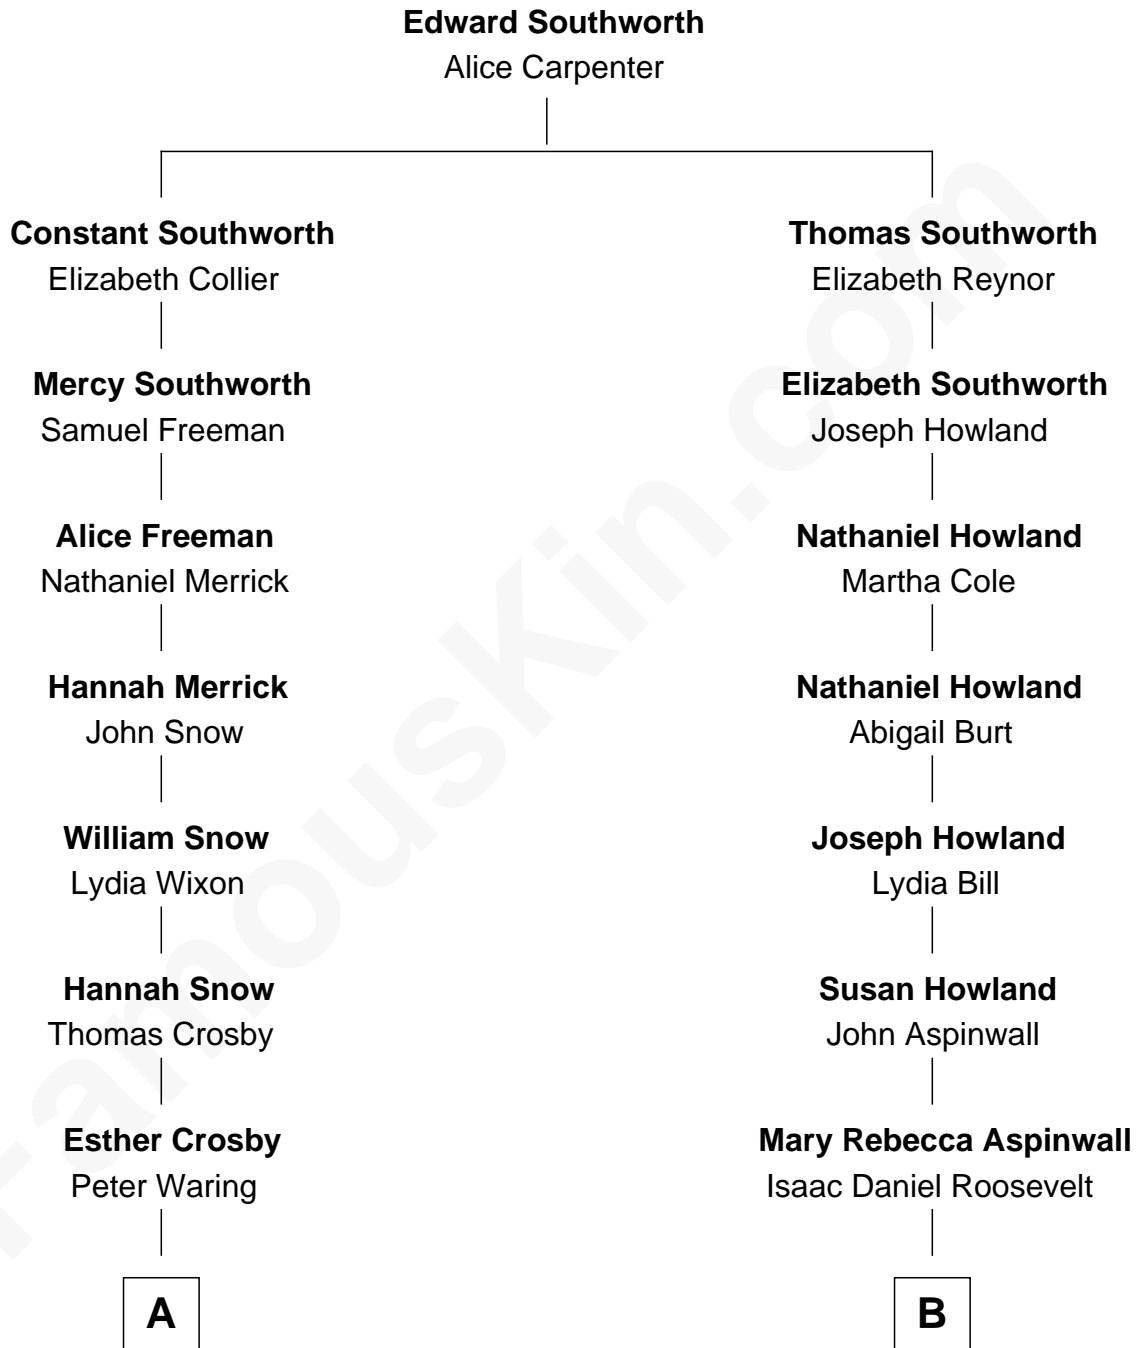 Edward Southworth
Alice Carpenter
Constant Southworth
Elizabeth Collier
Mercy Southworth
Samuel Freeman
Alice Freeman
Nathaniel Merrick
Hannah Merrick
John Snow
William Snow
Lydia Wixon
Hannah Snow
Thomas Crosby
Esther Crosby
Peter Waring
A
Thomas Southworth
Elizabeth Reynor
Elizabeth Southworth
Joseph Howland
Nathaniel Howland
Martha Cole
Nathaniel Howland
Abigail Burt
Joseph Howland
Lydia Bill
Susan Howland
John Aspinwall
Mary Rebecca Aspinwall
Isaac Daniel Roosevelt
B
FamousKin.com